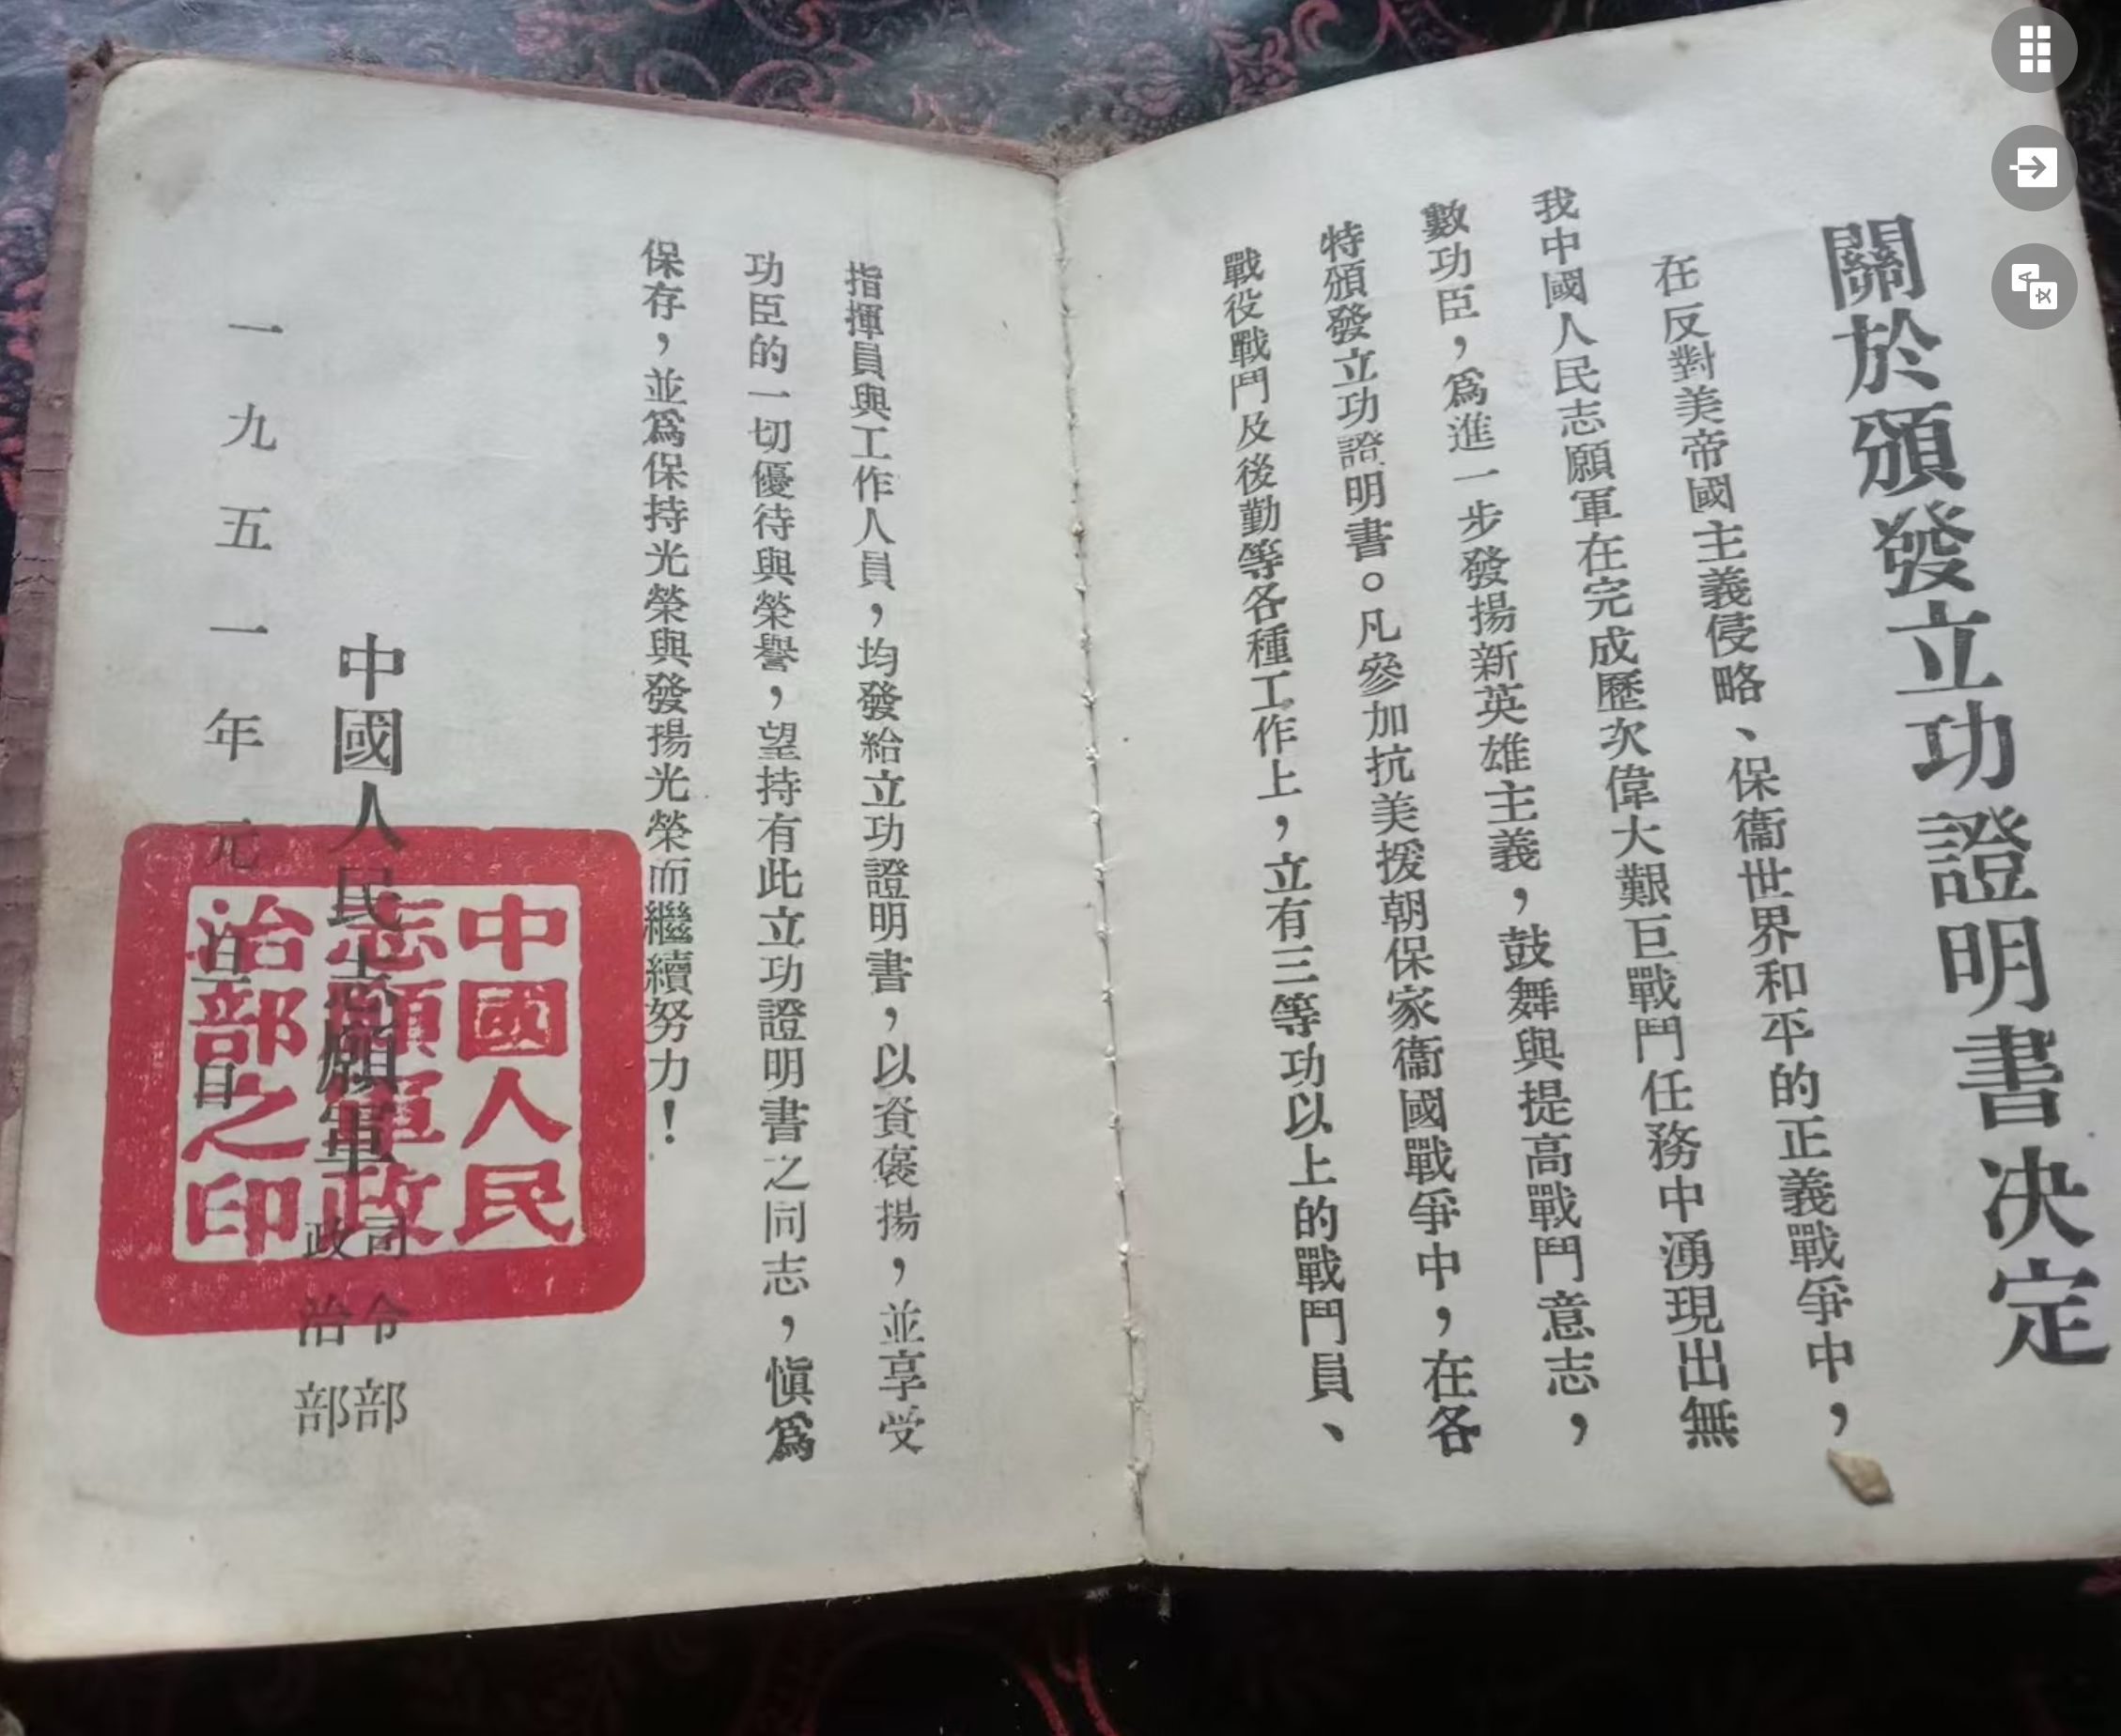 關於頒發立功證明書决定
在反對美帝國主義侵略、保衞世界和平的正義戰爭中，
我中國人民志願軍在完成歷次偉大艱巨戰鬥任務中湧現出無
數功臣，爲進一步發揚新英雄主義，鼓舞與提高戰鬥意志，
特頒發立功證明書。凡參加抗美援朝保家衞國戰爭中，在各
戰役戰鬥及後勤等各種工作上，立有三等功以上的戰鬥員、
指揮員與工作人員，均發給立功證明書，以資褒揚，並享受
功臣的一切優待與榮譽，望持有此立功證明書之同志，愼爲
保存，並爲保持光榮與發揚光榮而繼續努力！
中國人民志願軍
司令部
政治部
一九五一年元月一日
中國人民
志願軍政
治部之印